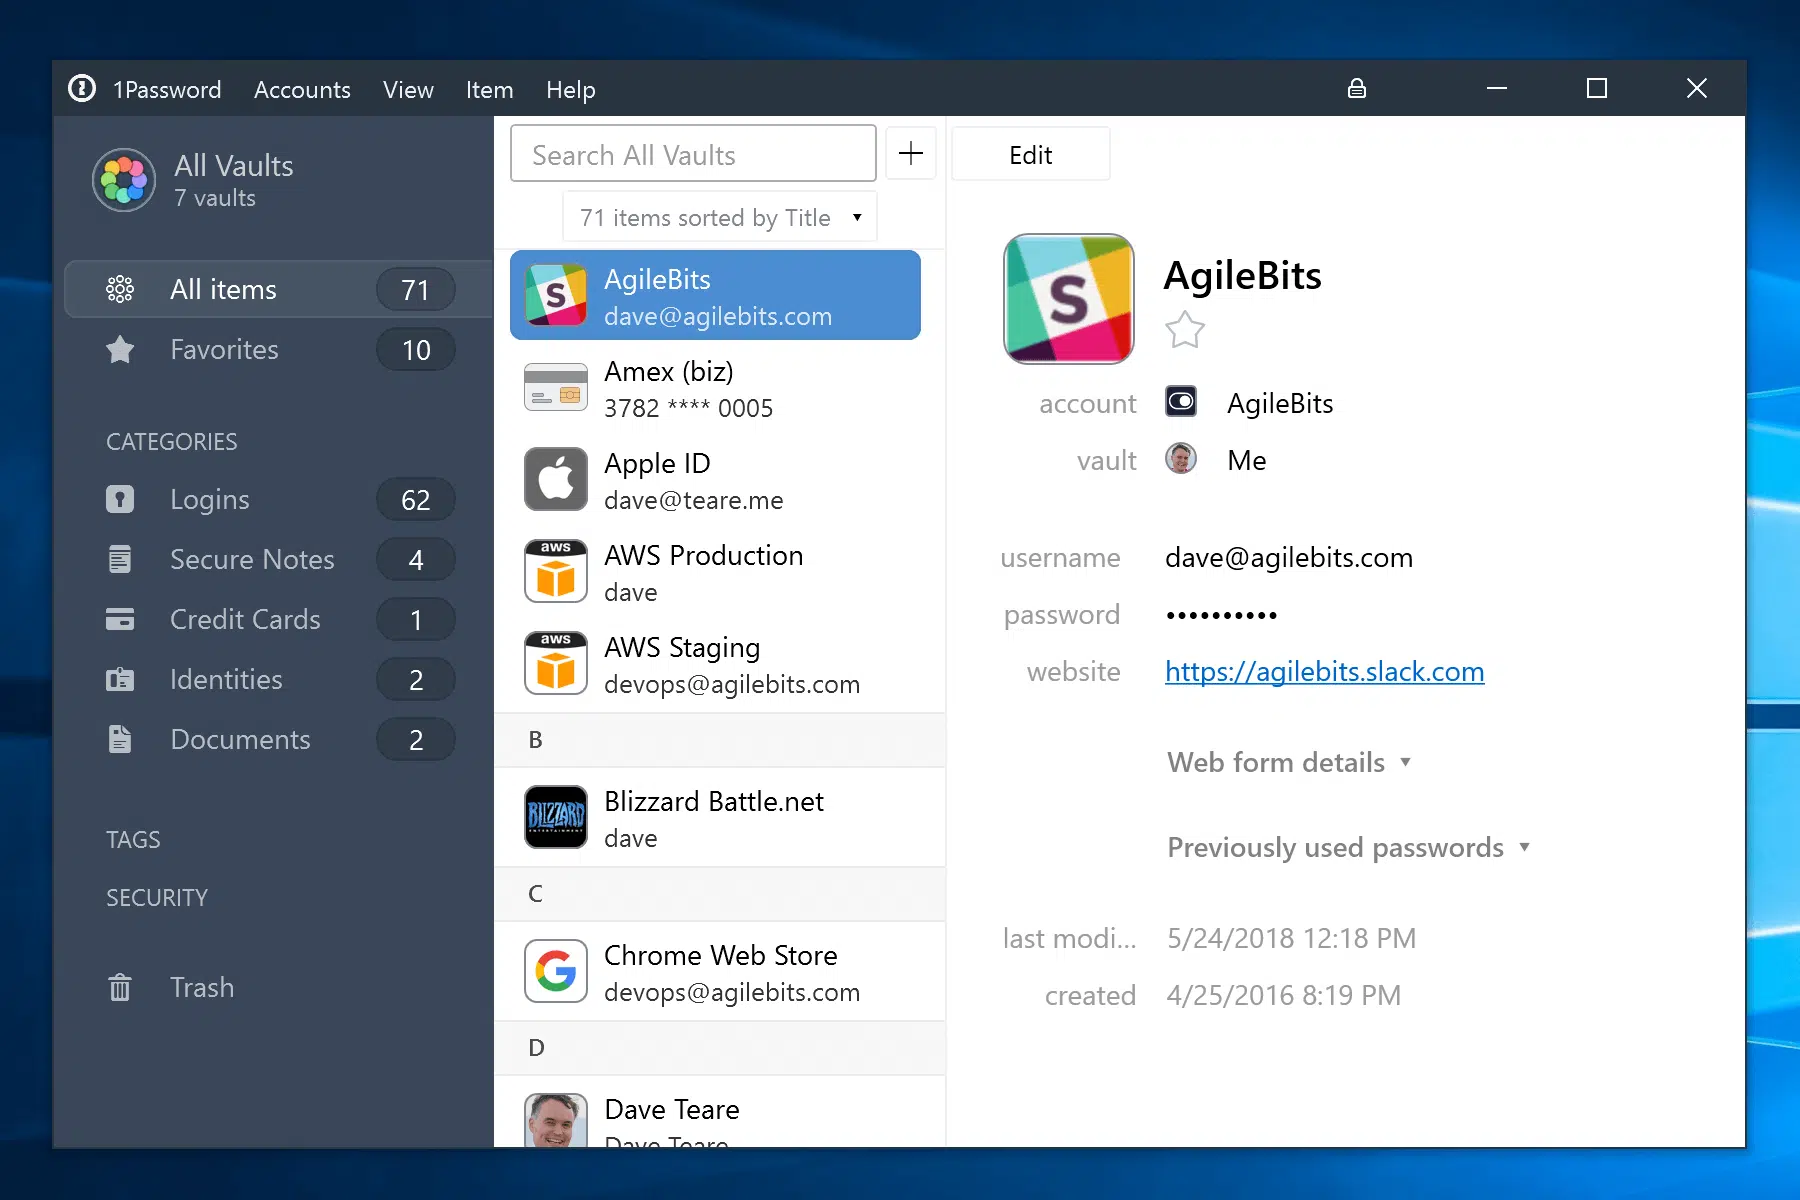 1Password Accounts View Item Help
All Vaults
7 vaults
All items 71
Favorites 10
CATEGORIES
Logins 62
Secure Notes 4
Credit Cards 1
Identities 2
Documents 2
TAGS
SECURITY
Trash
Search All Vaults
71 items sorted by Title
S
AgileBits
dave@agilebits.com
Amex (biz)
3782 **** 0005
Apple ID
dave@teare.me
aws
AWS Production
dave
aws
AWS Staging
devops@agilebits.com
B
BLIZZARD
ENTERTAINMENT
Blizzard Battle.net
dave
C
G
Chrome Web Store
devops@agilebits.com
D
Dave Teare
Dave Teare
Edit
S
AgileBits
account AgileBits
vault Me
username dave@agilebits.com
password ••••••••••
website https://agilebits.slack.com
Web form details
Previously used passwords
last modi... 5/24/2018 12:18 PM
created 4/25/2016 8:19 PM